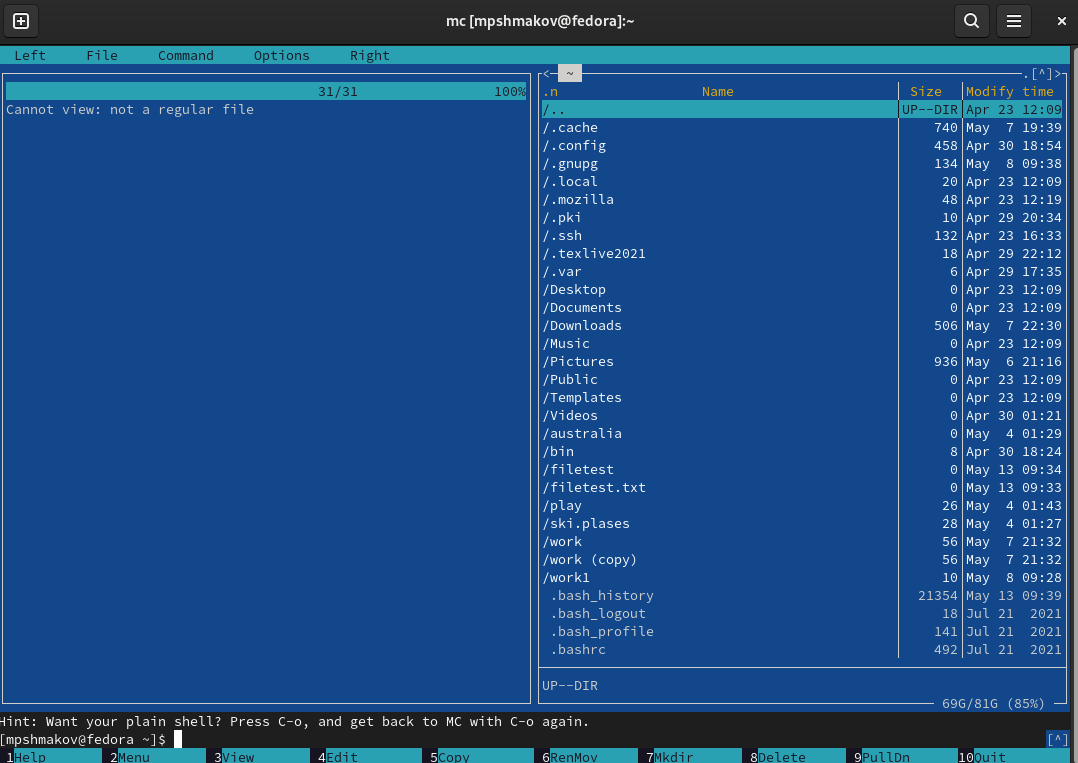 mc [mpshmakov@fedora]:~
Left File Command Options Right
<─ ~ .[^]>
31/31 100%
Cannot view: not a regular file
.n Name Size Modify time
/.. UP--DIR Apr 23 12:09
/.cache 740 May 7 19:39
/.config 458 Apr 30 18:54
/.gnupg 134 May 8 09:38
/.local 20 Apr 23 12:09
/.mozilla 48 Apr 23 12:19
/.pki 10 Apr 29 20:34
/.ssh 132 Apr 23 16:33
/.texlive2021 18 Apr 29 22:12
/.var 6 Apr 29 17:35
/Desktop 0 Apr 23 12:09
/Documents 0 Apr 23 12:09
/Downloads 506 May 7 22:30
/Music 0 Apr 23 12:09
/Pictures 936 May 6 21:16
/Public 0 Apr 23 12:09
/Templates 0 Apr 23 12:09
/Videos 0 Apr 30 01:21
/australia 0 May 4 01:29
/bin 8 Apr 30 18:24
/filetest 0 May 13 09:34
/filetest.txt 0 May 13 09:33
/play 26 May 4 01:43
/ski.plases 28 May 4 01:27
/work 56 May 7 21:32
/work (copy) 56 May 7 21:32
/work1 10 May 8 09:28
.bash_history 21354 May 13 09:39
.bash_logout 18 Jul 21 2021
.bash_profile 141 Jul 21 2021
.bashrc 492 Jul 21 2021
UP--DIR
69G/81G (85%)
Hint: Want your plain shell? Press C-o, and get back to MC with C-o again.
[mpshmakov@fedora ~]$ [^]
1Help 2Menu 3View 4Edit 5Copy 6RenMov 7Mkdir 8Delete 9PullDn 10Quit